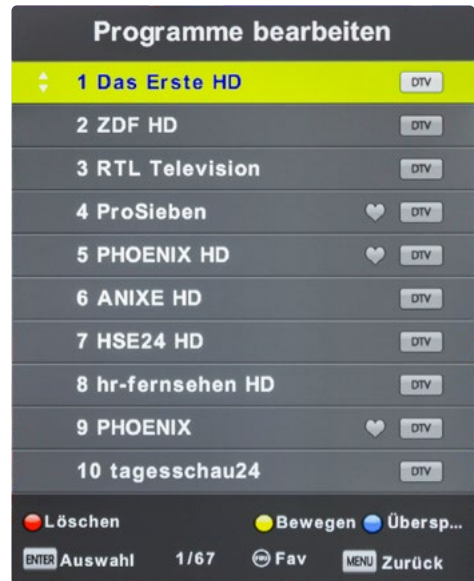 Programme bearbeiten
1 Das Erste HD DTV
2 ZDF HD DTV
3 RTL Television DTV
4 ProSieben DTV
5 PHOENIX HD DTV
6 ANIXE HD DTV
7 HSE24 HD DTV
8 hr-fernsehen HD DTV
9 PHOENIX DTV
10 tagesschau24 DTV
Löschen Bewegen Übersp...
ENTER Auswahl 1/67 Fav MENU Zurück